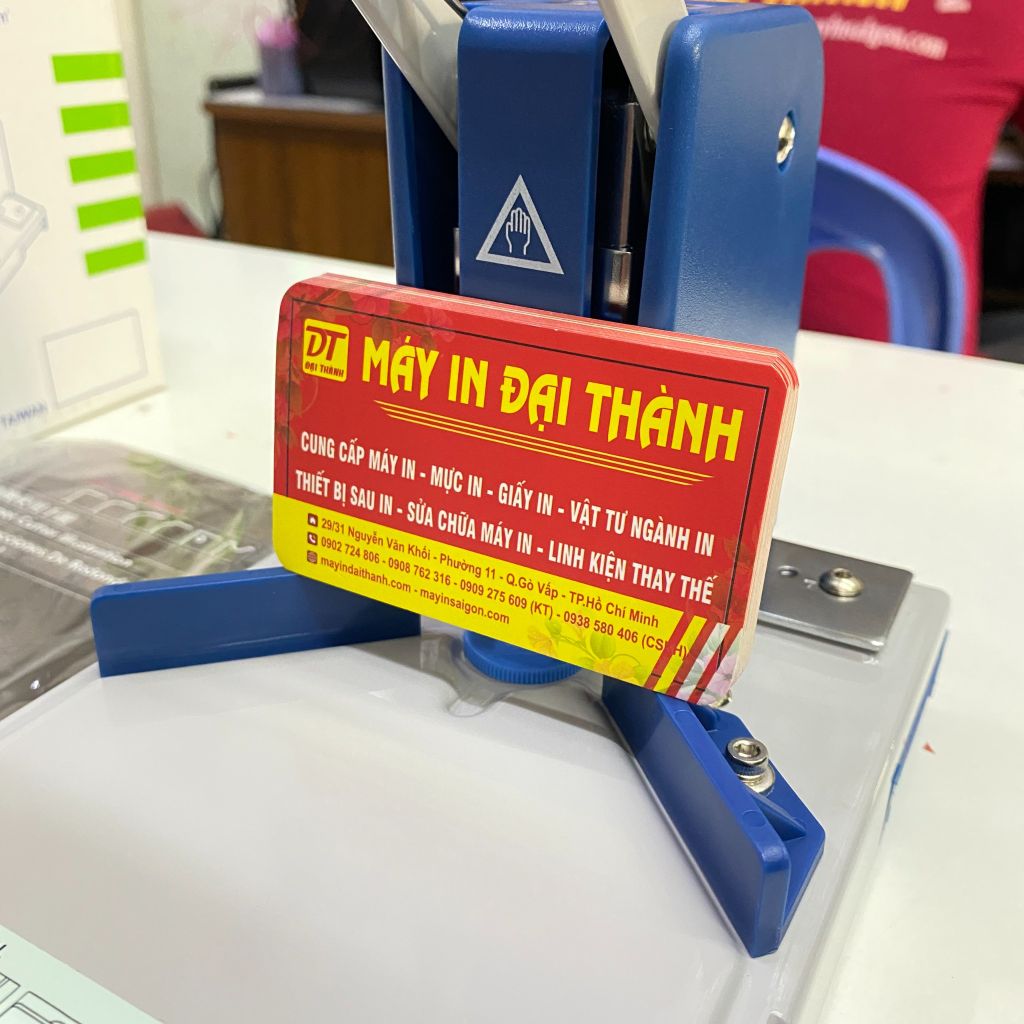 DT
ĐẠI THÀNH
MÁY IN ĐẠI THÀNH
CUNG CẤP MÁY IN - MỰC IN - GIẤY IN - VẬT TƯ NGÀNH IN
THIẾT BỊ SAU IN - SỬA CHỮA MÁY IN - LINH KIỆN THAY THẾ
29/31 Nguyễn Văn Khối - Phường 11 - Q.Gò Vấp - TP.Hồ Chí Minh
0902 724 806 - 0908 762 316 - 0909 275 609 (KT) - 0938 580 406 (CSKH)
mayindaithanh.com - mayinsaigon.com
TAIWAN